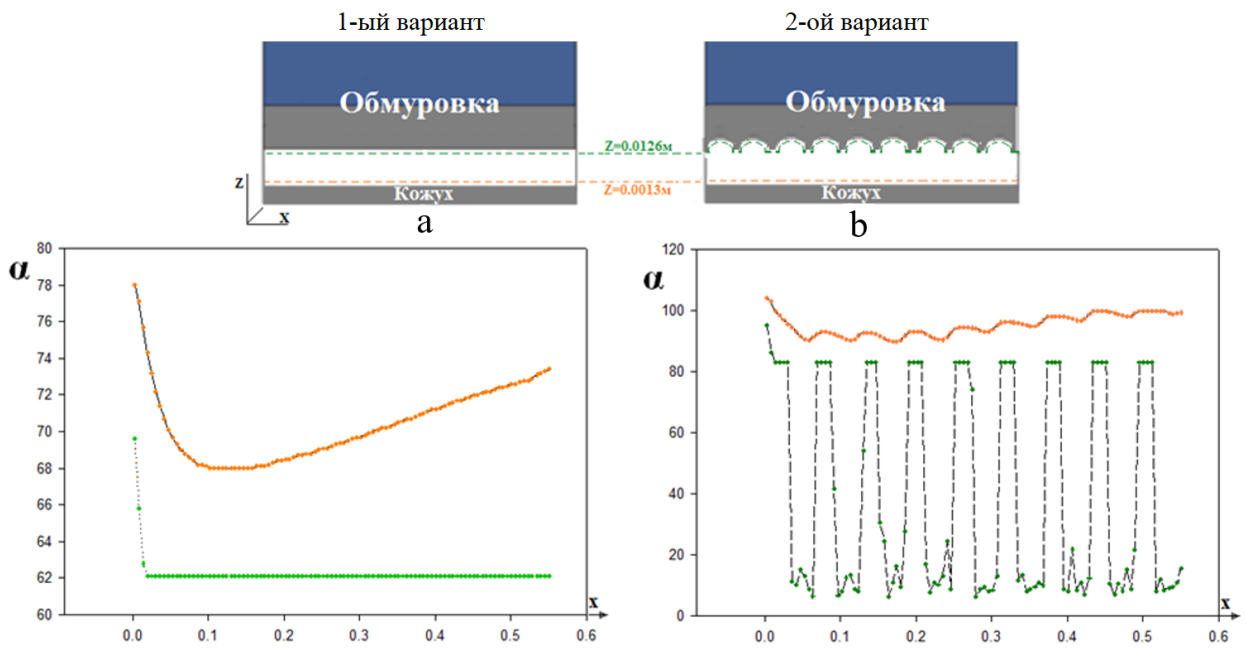 1-ый вариант
2-ой вариант
Обмуровка
Обмуровка
Z=0.0126м
Z=0.0013м
Кожух
Кожух
z
x
a
b
α
80
78
76
74
72
70
68
66
64
62
60
0.0 0.1 0.2 0.3 0.4 0.5 0.6
x
α
120
100
80
60
40
20
0
0.0 0.1 0.2 0.3 0.4 0.5 0.6
x